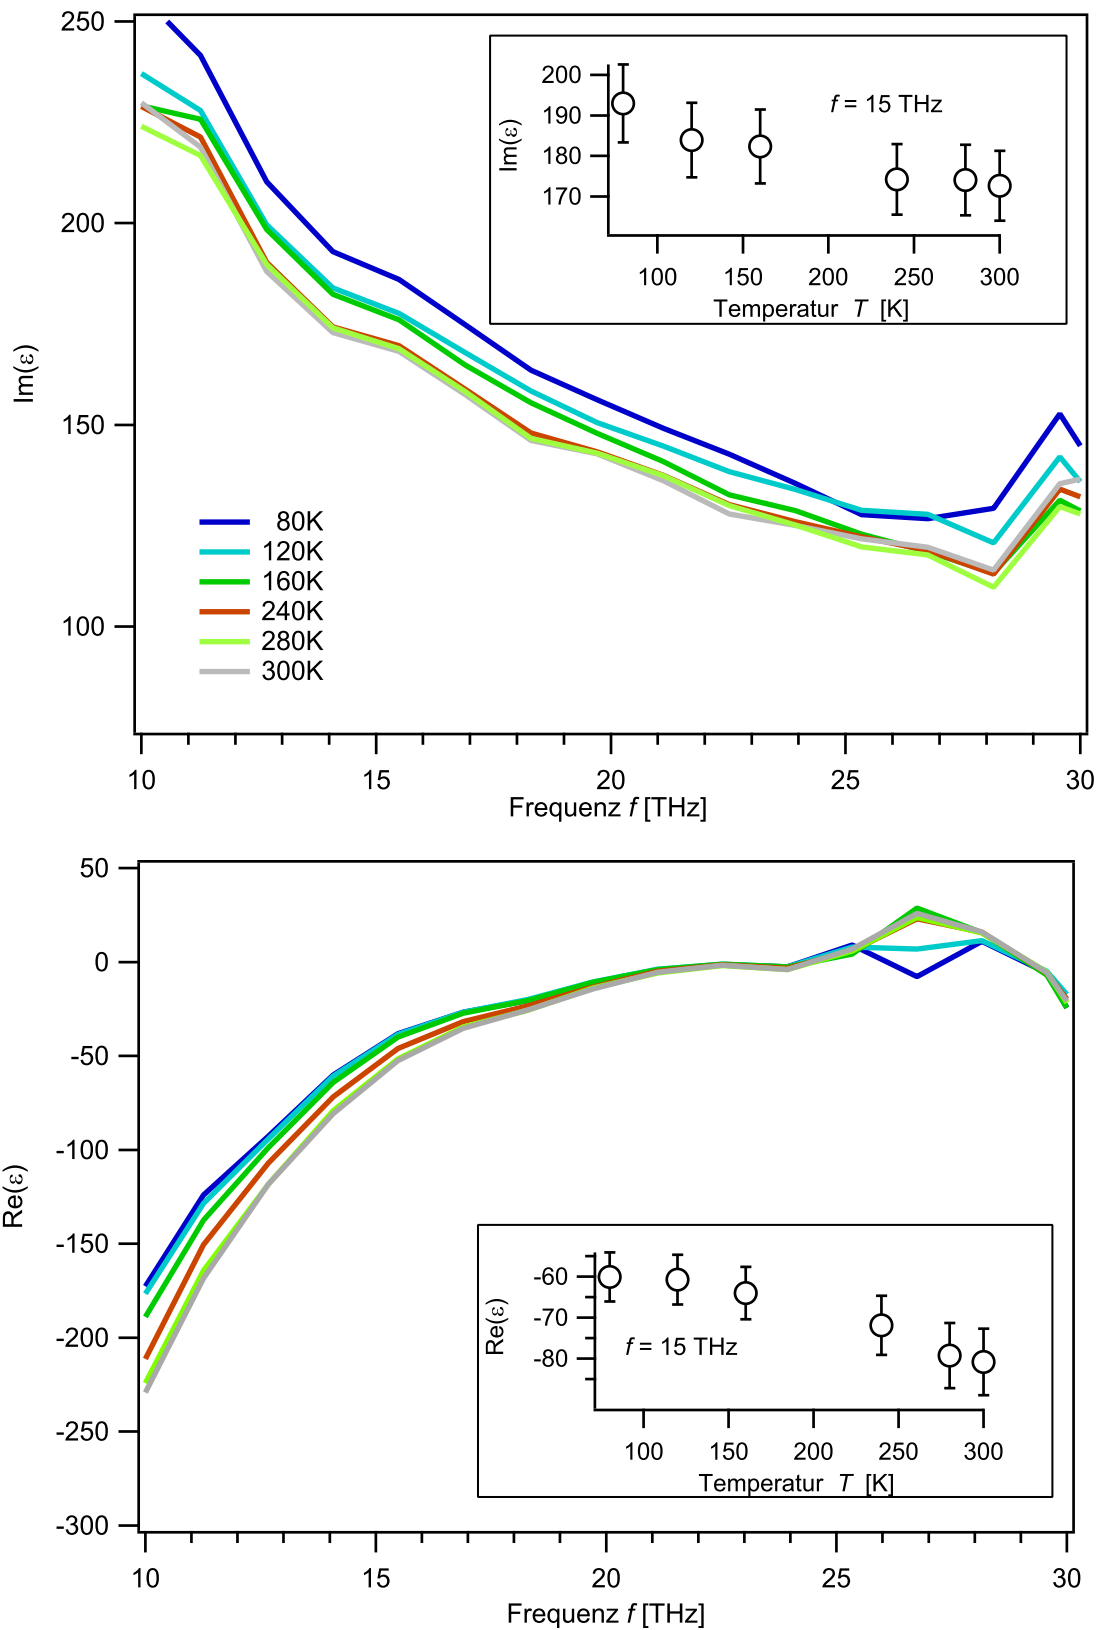 250
200
150
100
Im(ε)
200
190
180
170
Im(ε)
f = 15 THz
100 150 200 250 300
Temperatur T [K]
80K
120K
160K
240K
280K
300K
10 15 20 25 30
Frequenz f [THz]
50
0
-50
-100
-150
-200
-250
-300
Re(ε)
-60
-70
-80
Re(ε)
f = 15 THz
100 150 200 250 300
Temperatur T [K]
10 15 20 25 30
Frequenz f [THz]